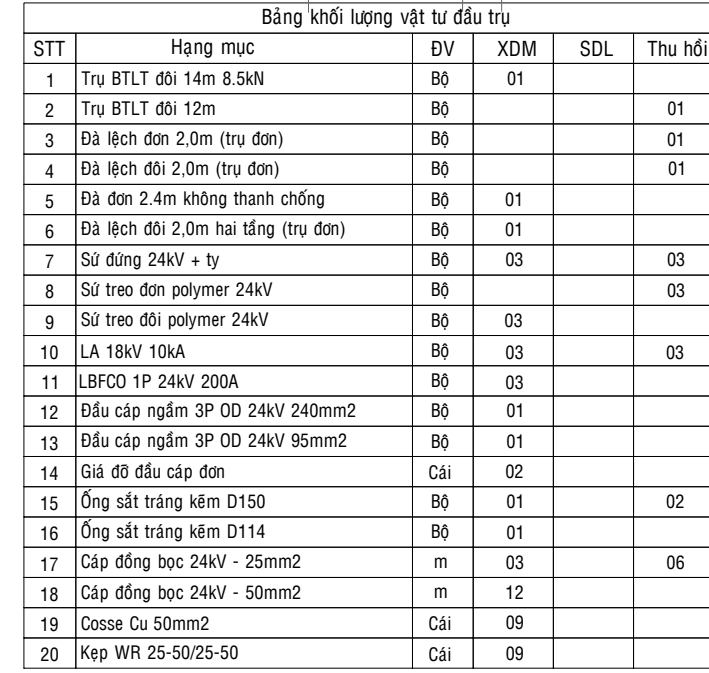 Bảng khối lượng vật tư đầu trụ
STT Hạng mục ĐV XDM SDL Thu hồi
1 Trụ BTLT đôi 14m 8.5kN Bộ 01
2 Trụ BTLT đôi 12m Bộ 01
3 Đà lệch đơn 2,0m (trụ đơn) Bộ 01
4 Đà lệch đôi 2,0m (trụ đơn) Bộ 01
5 Đà đơn 2.4m không thanh chống Bộ 01
6 Đà lệch đôi 2,0m hai tầng (trụ đơn) Bộ 01
7 Sứ đứng 24kV + ty Bộ 03 03
8 Sứ treo đơn polymer 24kV Bộ 03
9 Sứ treo đôi polymer 24kV Bộ 03
10 LA 18kV 10kA Bộ 03 03
11 LBFCO 1P 24kV 200A Bộ 03
12 Đầu cáp ngầm 3P OD 24kV 240mm2 Bộ 01
13 Đầu cáp ngầm 3P OD 24kV 95mm2 Bộ 01
14 Giá đỡ đầu cáp đơn Cái 02
15 Ống sắt tráng kẽm D150 Bộ 01 02
16 Ống sắt tráng kẽm D114 Bộ 01
17 Cáp đồng bọc 24kV - 25mm2 m 03 06
18 Cáp đồng bọc 24kV - 50mm2 m 12
19 Cosse Cu 50mm2 Cái 09
20 Kẹp WR 25-50/25-50 Cái 09